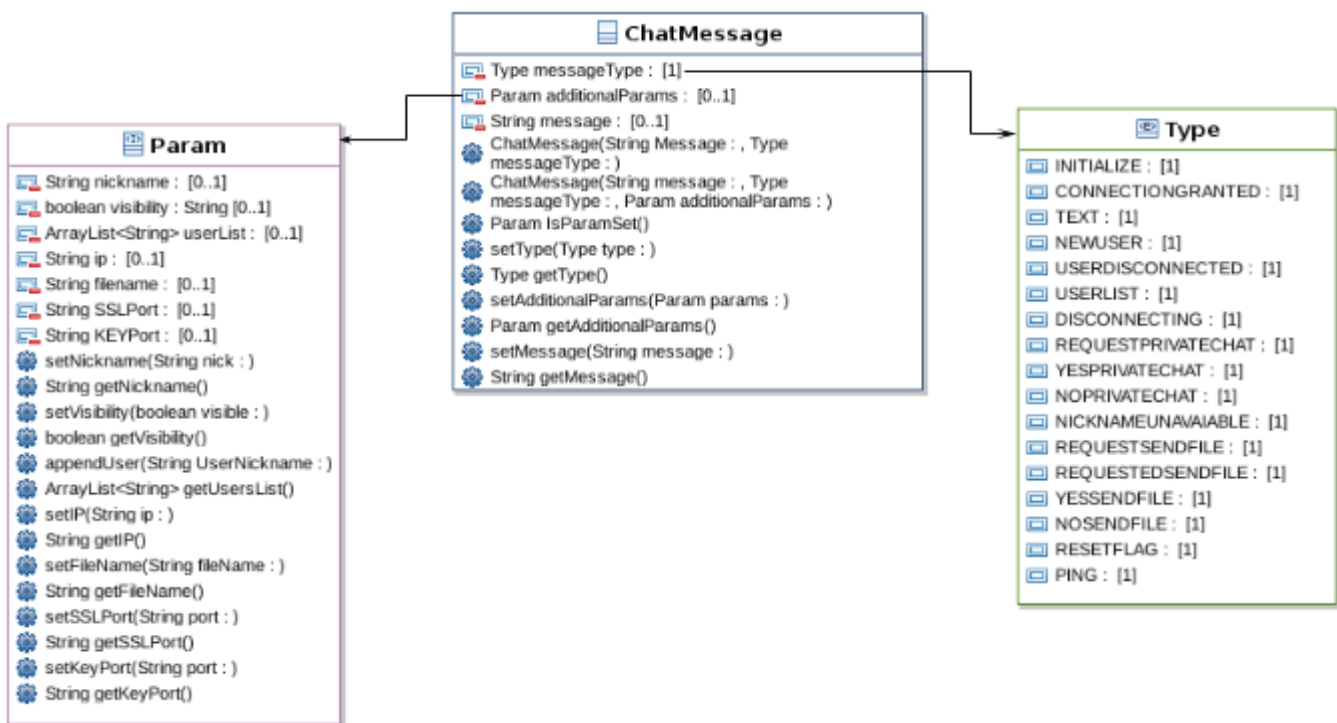 ChatMessage
Type messageType : [1]
Param additionalParams : [0..1]
String message : [0..1]
ChatMessage(String Message : , Type
messageType : )
ChatMessage(String message : , Type
messageType : , Param additionalParams : )
Param IsParamSet()
setType(Type type : )
Type getType()
setAdditionalParams(Param params : )
Param getAdditionalParams()
setMessage(String message : )
String getMessage()
Param
String nickname : [0..1]
boolean visibility : String [0..1]
ArrayList<String> userList : [0..1]
String ip : [0..1]
String filename : [0..1]
String SSLPort : [0..1]
String KEYPort : [0..1]
setNickname(String nick : )
String getNickname()
setVisibility(boolean visible : )
boolean getVisibility()
appendUser(String UserNickname : )
ArrayList<String> getUsersList()
setIP(String ip : )
String getIP()
setFileName(String fileName : )
String getFileName()
setSSLPort(String port : )
String getSSLPort()
setKeyPort(String port : )
String getKeyPort()
Type
INITIALIZE : [1]
CONNECTIONGRANTED : [1]
TEXT : [1]
NEWUSER : [1]
USERDISCONNECTED : [1]
USERLIST : [1]
DISCONNECTING : [1]
REQUESTPRIVATECHAT : [1]
YESPRIVATECHAT : [1]
NOPRIVATECHAT : [1]
NICKNAMEUNAVAIABLE : [1]
REQUESTSENDFILE : [1]
REQUESTEDSENDFILE : [1]
YESSENDFILE : [1]
NOSENDFILE : [1]
RESETFLAG : [1]
PING : [1]